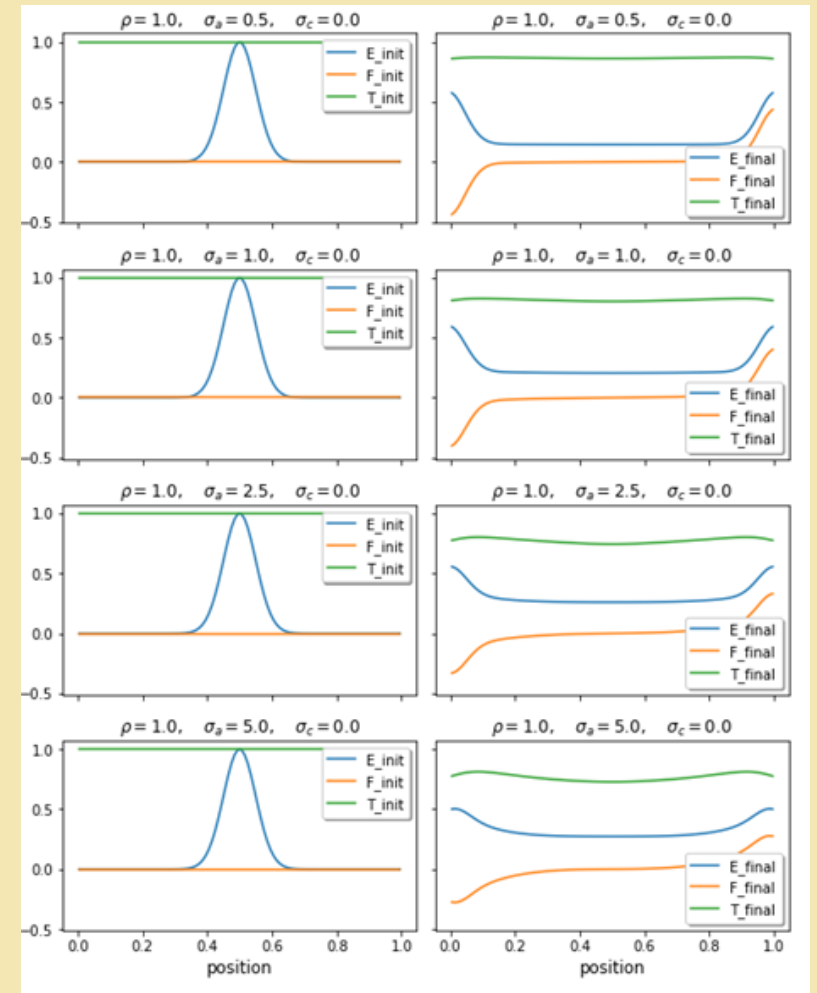 ρ = 1.0, σ_a = 0.5, σ_c = 0.0
1.0
0.5
0.0
−0.5
E_init
F_init
T_init
ρ = 1.0, σ_a = 0.5, σ_c = 0.0
E_final
F_final
T_final
ρ = 1.0, σ_a = 1.0, σ_c = 0.0
1.0
0.5
0.0
−0.5
E_init
F_init
T_init
ρ = 1.0, σ_a = 1.0, σ_c = 0.0
E_final
F_final
T_final
ρ = 1.0, σ_a = 2.5, σ_c = 0.0
1.0
0.5
0.0
−0.5
E_init
F_init
T_init
ρ = 1.0, σ_a = 2.5, σ_c = 0.0
E_final
F_final
T_final
ρ = 1.0, σ_a = 5.0, σ_c = 0.0
1.0
0.5
0.0
−0.5
E_init
F_init
T_init
0.0 0.2 0.4 0.6 0.8 1.0
position
ρ = 1.0, σ_a = 5.0, σ_c = 0.0
E_final
F_final
T_final
0.0 0.2 0.4 0.6 0.8 1.0
position